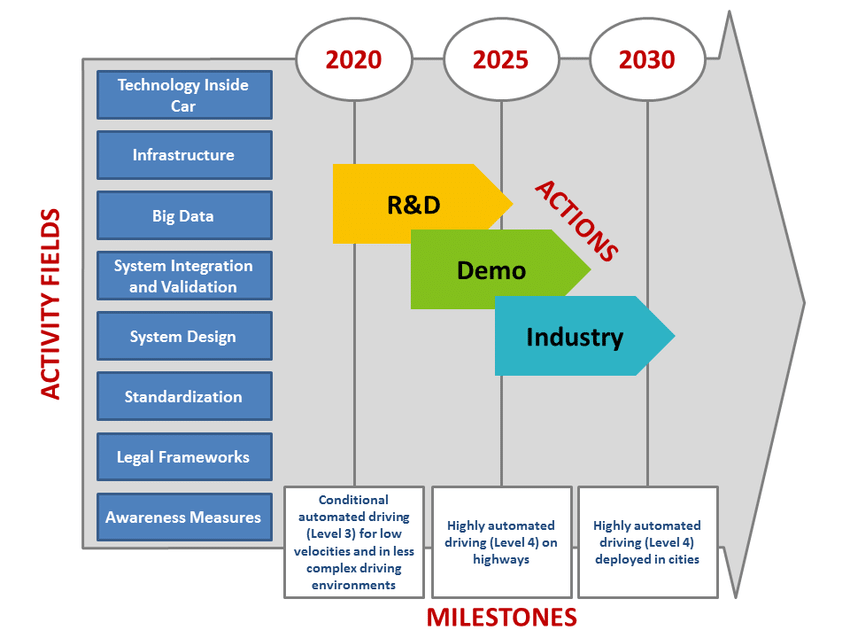 2020
2025
2030
ACTIVITY FIELDS
Technology Inside
Car
Infrastructure
Big Data
System Integration
and Validation
System Design
Standardization
Legal Frameworks
Awareness Measures
R&D
Demo
Industry
ACTIONS
Conditional
automated driving
(Level 3) for low
velocities and in less
complex driving
environments
Highly automated
driving (Level 4) on
highways
Highly automated
driving (Level 4)
deployed in cities
MILESTONES